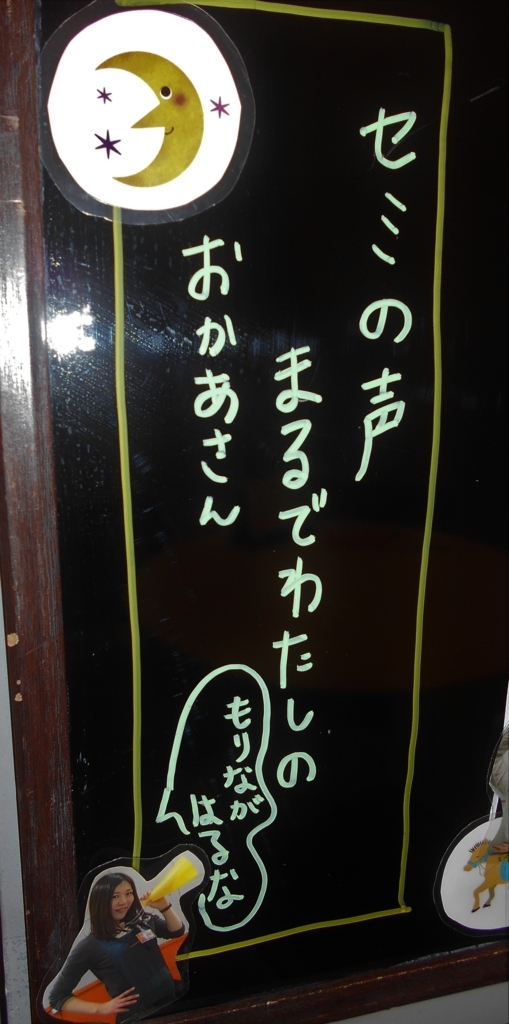 セミの声
まるでわたしの
おかあさん
もりなが
はるな